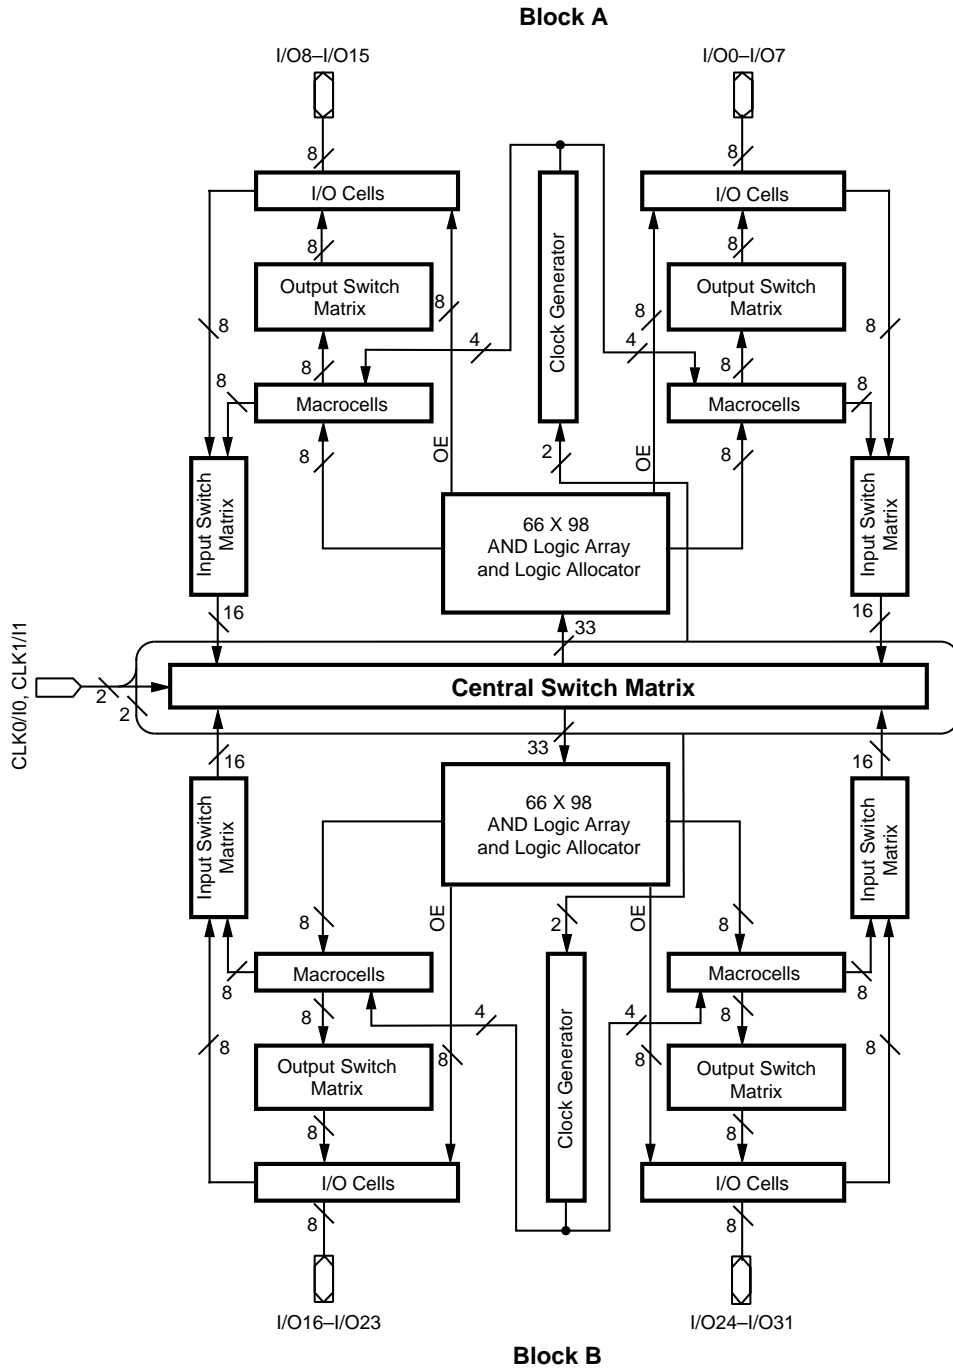 Block A
I/O8–I/O15
I/O0–I/O7
8
8
I/O Cells
I/O Cells
8
8
Output Switch
Matrix
Clock Generator
Output Switch
Matrix
8
8
8
8
4
4
8
8
8
8
Macrocells
Macrocells
OE
OE
8
2
8
Input Switch
Matrix
66 X 98
AND Logic Array
and Logic Allocator
Input Switch
Matrix
16
33
16
CLK0/I0, CLK1/I1
2
2
Central Switch Matrix
33
16
16
Input Switch
Matrix
66 X 98
AND Logic Array
and Logic Allocator
Input Switch
Matrix
8
OE
2
OE
8
Macrocells
Macrocells
8
8
8
8
4
4
Clock Generator
8
8
8
8
Output Switch
Matrix
Output Switch
Matrix
8
8
I/O Cells
I/O Cells
8
8
I/O16–I/O23
I/O24–I/O31
Block B